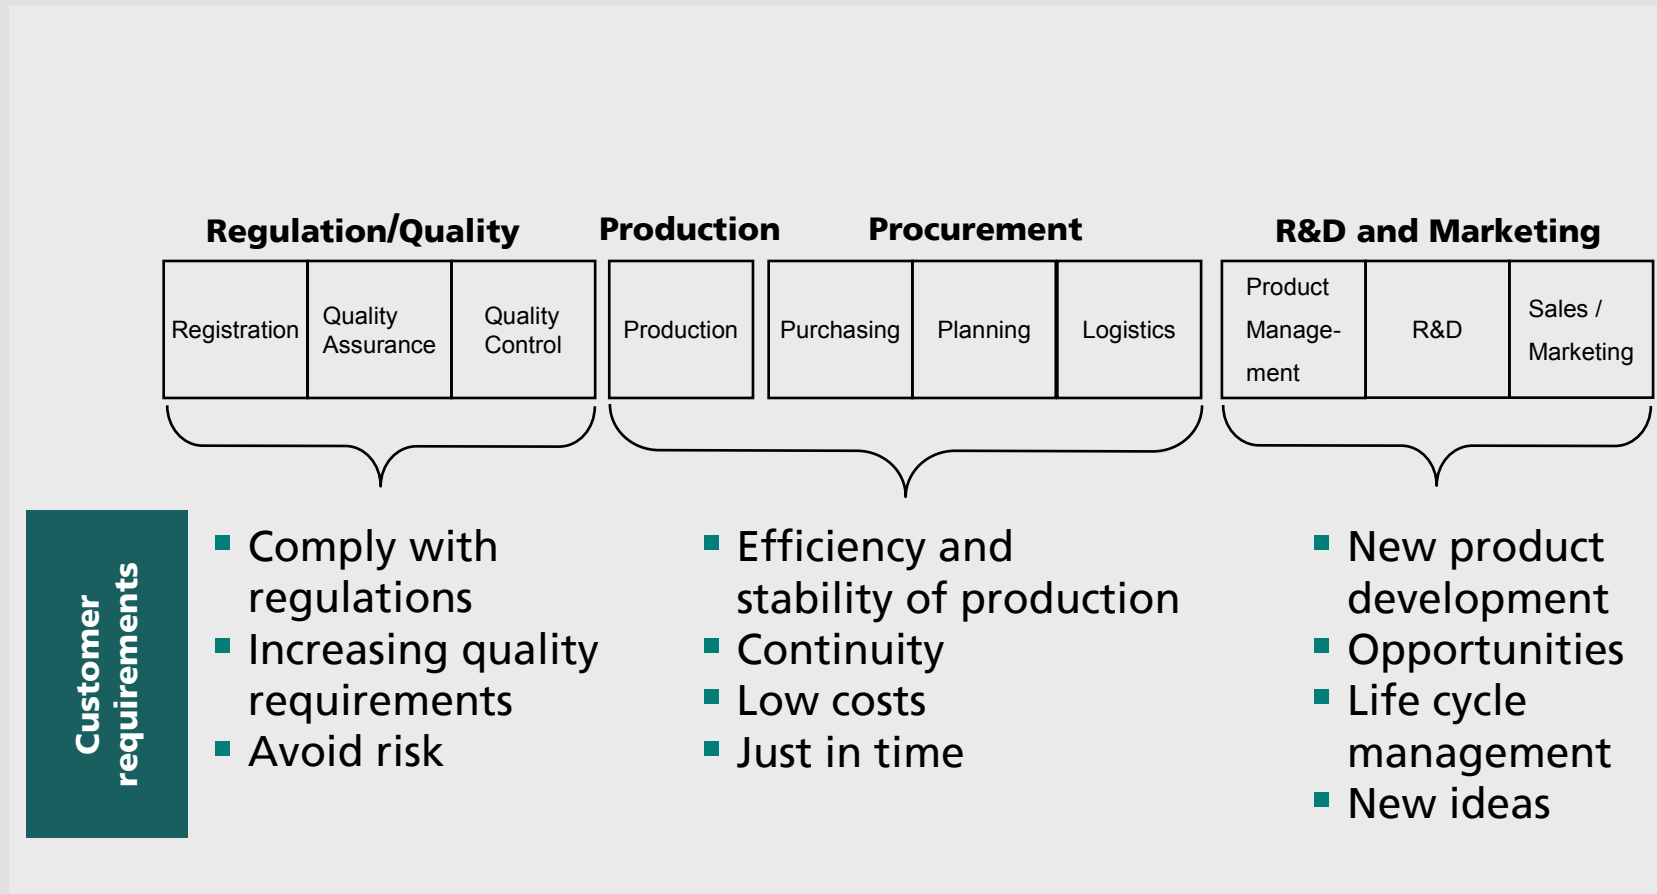 Regulation/Quality
Production
Procurement
R&D and Marketing
Registration
Quality
Assurance
Quality
Control
Production
Purchasing
Planning
Logistics
Product
Manage-
ment
R&D
Sales /
Marketing
Customer
requirements
▪ Comply with
regulations
▪ Increasing quality
requirements
▪ Avoid risk
▪ Efficiency and
stability of production
▪ Continuity
▪ Low costs
▪ Just in time
▪ New product
development
▪ Opportunities
▪ Life cycle
management
▪ New ideas